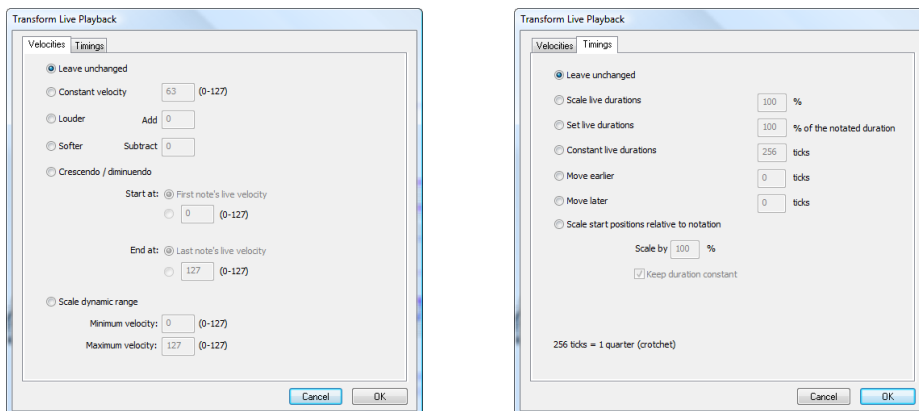 Transform Live Playback
Velocities Timings
Leave unchanged
Constant velocity 63 (0-127)
Louder Add 0
Softer Subtract 0
Crescendo / diminuendo
Start at: First note's live velocity
0 (0-127)
End at: Last note's live velocity
127 (0-127)
Scale dynamic range
Minimum velocity: 0 (0-127)
Maximum velocity: 127 (0-127)
Cancel OK
Transform Live Playback
Velocities Timings
Leave unchanged
Scale live durations 100 %
Set live durations 100 % of the notated duration
Constant live durations 256 ticks
Move earlier 0 ticks
Move later 0 ticks
Scale start positions relative to notation
Scale by 100 %
Keep duration constant
256 ticks = 1 quarter (crotchet)
Cancel OK